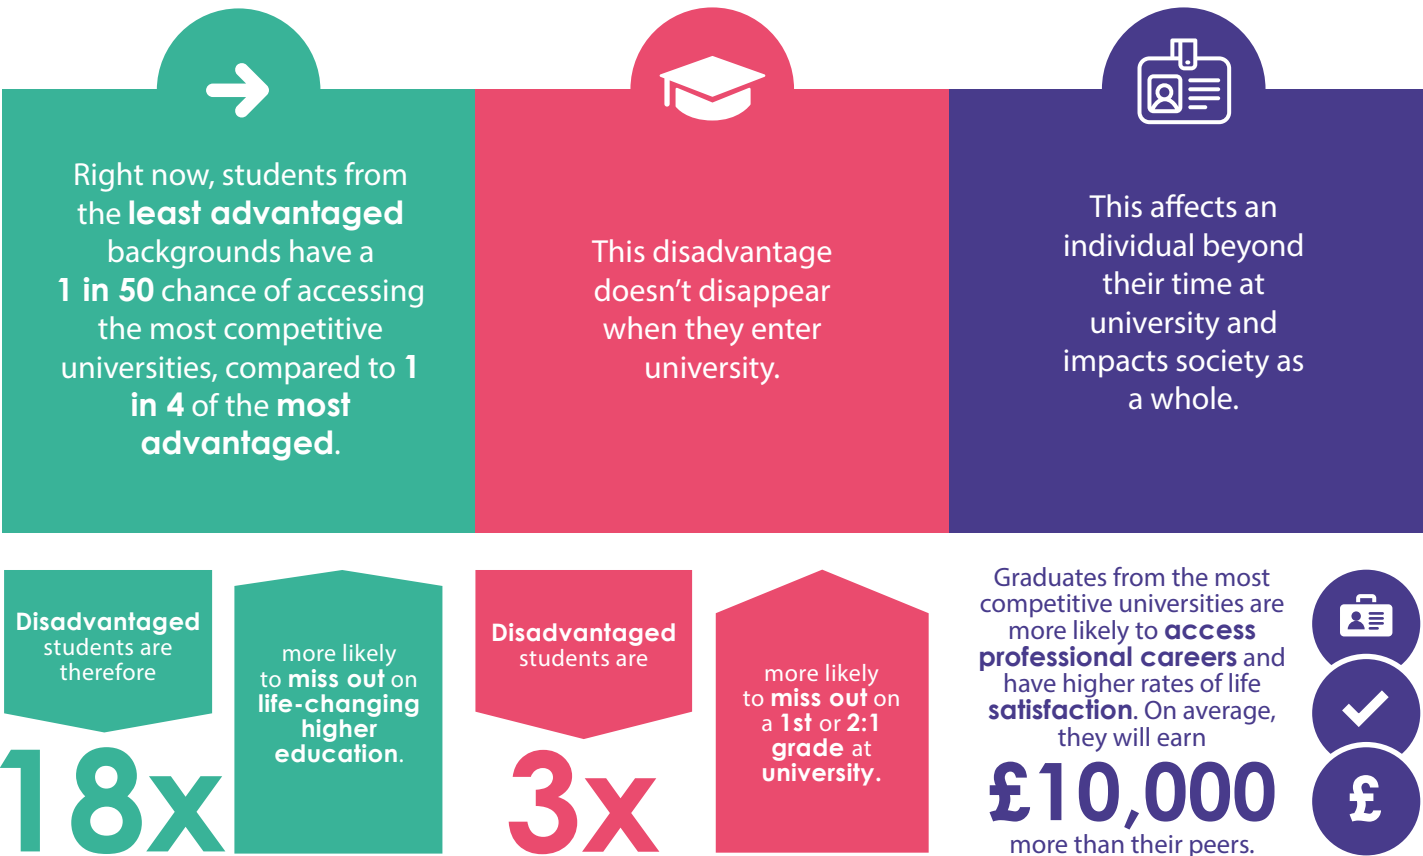 Right now, students from
the least advantaged
backgrounds have a
1 in 50 chance of accessing
the most competitive
universities, compared to 1
in 4 of the most
advantaged.
This disadvantage
doesn’t disappear
when they enter
university.
This affects an
individual beyond
their time at
university and
impacts society as
a whole.
Disadvantaged
students are
therefore
18x
more likely
to miss out on
life-changing
higher
education.
Disadvantaged
students are
3x
more likely
to miss out on
a 1st or 2:1
grade at
university.
Graduates from the most
competitive universities are
more likely to access
professional careers and
have higher rates of life
satisfaction. On average,
they will earn
£10,000
more than their peers.
£